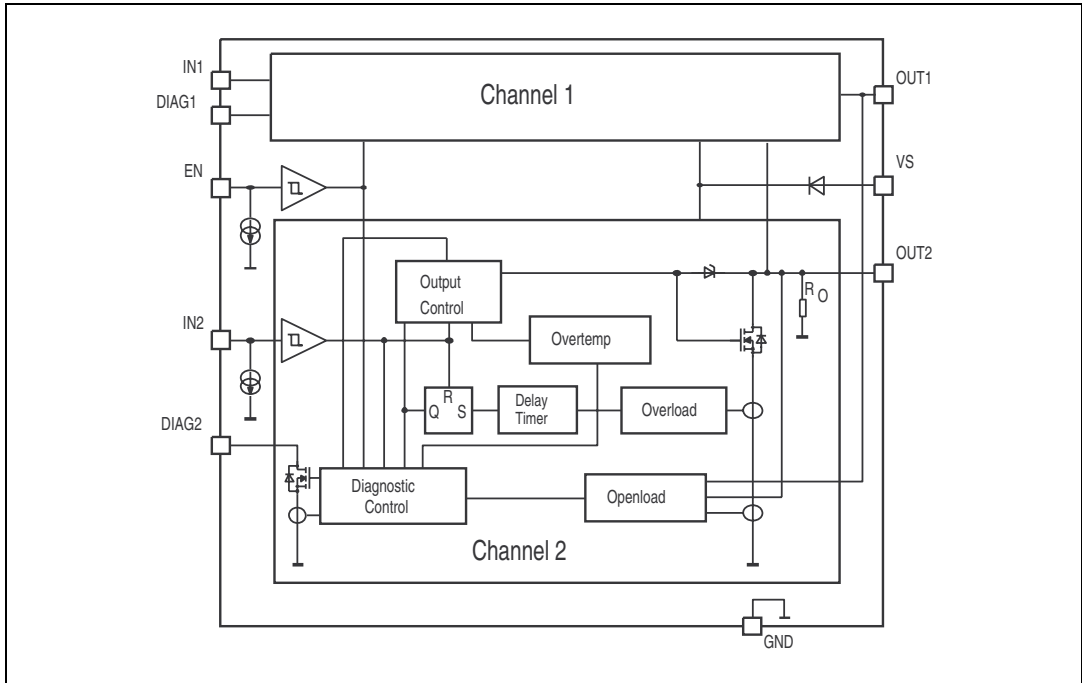 IN1
DIAG1
Channel 1
OUT1
EN
VS
OUT2
Output
Control
R O
IN2
Overtemp
R
Q S
Delay
Timer
Overload
DIAG2
Diagnostic
Control
Openload
Channel 2
GND